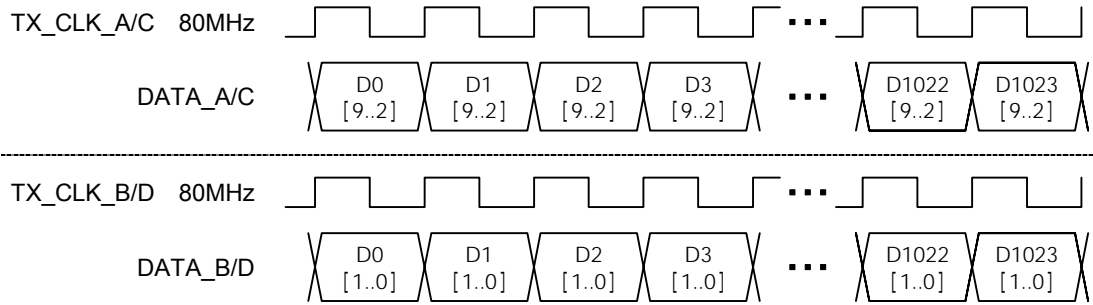 TX_CLK_A/C 80MHz
DATA_A/C D0 D1 D2 D3 D1022 D1023
[9..2] [9..2] [9..2] [9..2] [9..2] [9..2]
TX_CLK_B/D 80MHz
DATA_B/D D0 D1 D2 D3 D1022 D1023
[1..0] [1..0] [1..0] [1..0] [1..0] [1..0]